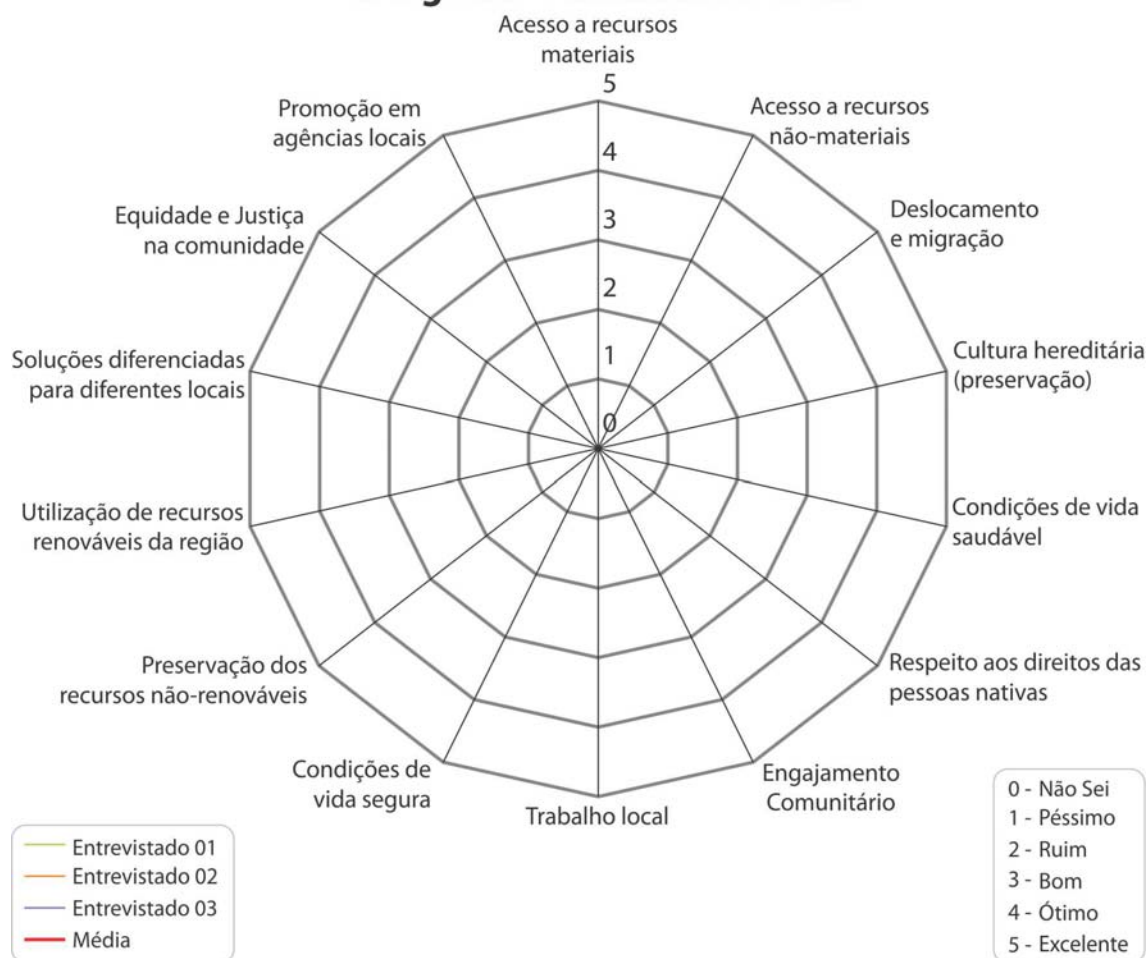 Acesso a recursos
materiais
Acesso a recursos
não-materiais
Deslocamento
e migração
Cultura hereditária
(preservação)
Condições de vida
saudável
Respeito aos direitos das
pessoas nativas
Engajamento
Comunitário
Trabalho local
Condições de
vida segura
Preservação dos
recursos não-renováveis
Utilização de recursos
renováveis da região
Soluções diferenciadas
para diferentes locais
Equidade e Justiça
na comunidade
Promoção em
agências locais
5
4
3
2
1
0
Entrevistado 01
Entrevistado 02
Entrevistado 03
Média
0 - Não Sei
1 - Péssimo
2 - Ruim
3 - Bom
4 - Ótimo
5 - Excelente